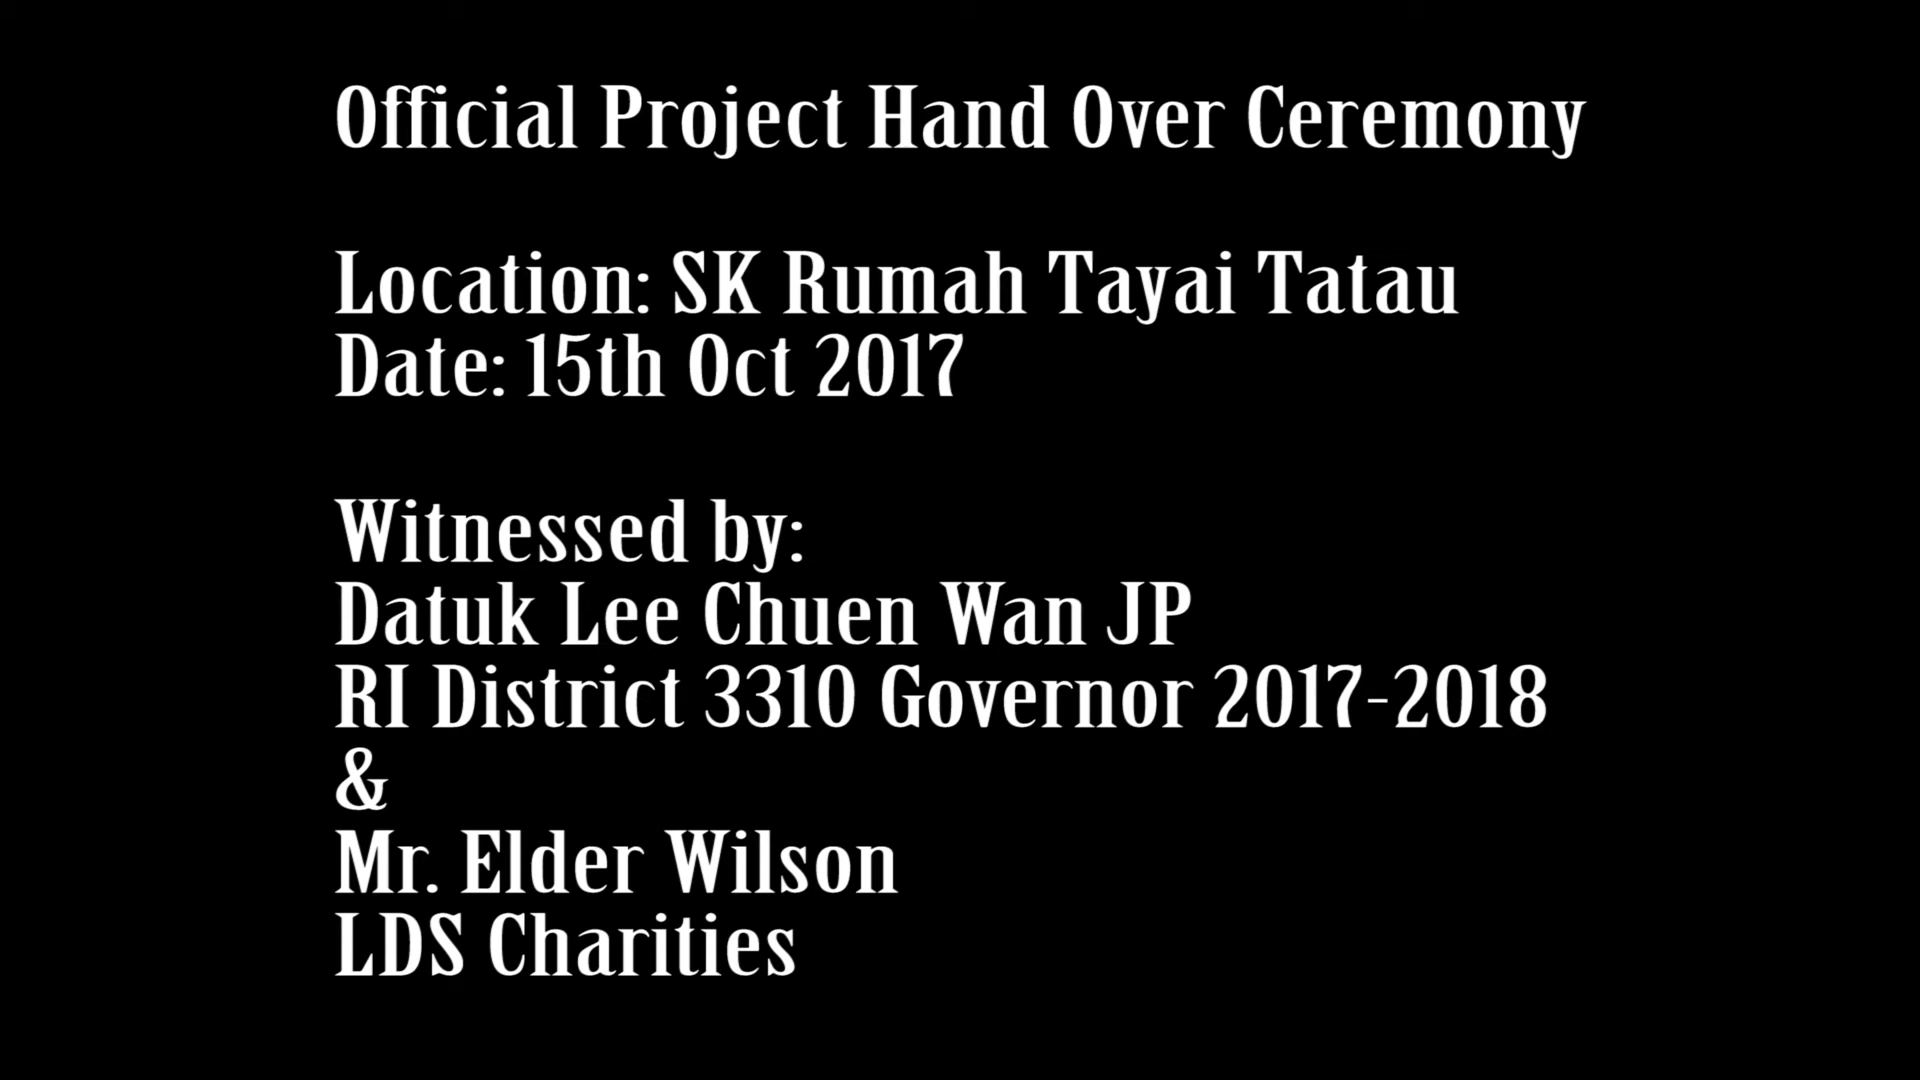 Official Project Hand Over Ceremony
Location: SK Rumah Tayai Tatau
Date: 15th Oct 2017
Witnessed by:
Datuk Lee Chuen Wan JP
RI District 3310 Governor 2017-2018
&
Mr. Elder Wilson
LDS Charities